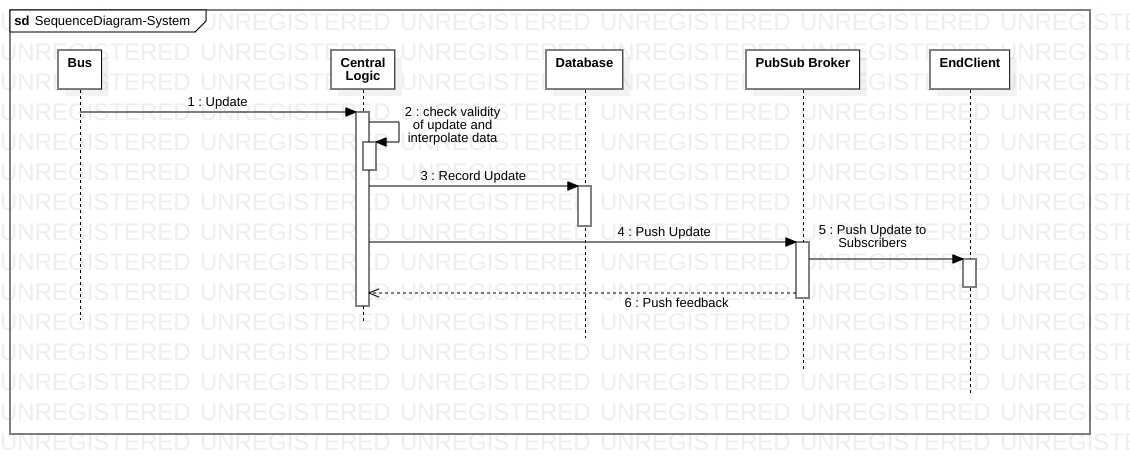 sd SequenceDiagram-System
Bus
Central
Logic
Database
PubSub Broker
EndClient
1 : Update
2 : check validity
of update and
interpolate data
3 : Record Update
4 : Push Update
5 : Push Update to
Subscribers
6 : Push feedback
UNREGISTERED UNREGISTERED UNREGISTERED UNREGISTERED UNREGISTERED